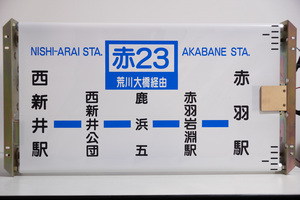 NISHI-ARAI STA.
赤23
荒川大橋経由
AKABANE STA.
西新井駅
西新井公団
鹿浜五
赤羽岩淵駅
赤羽駅